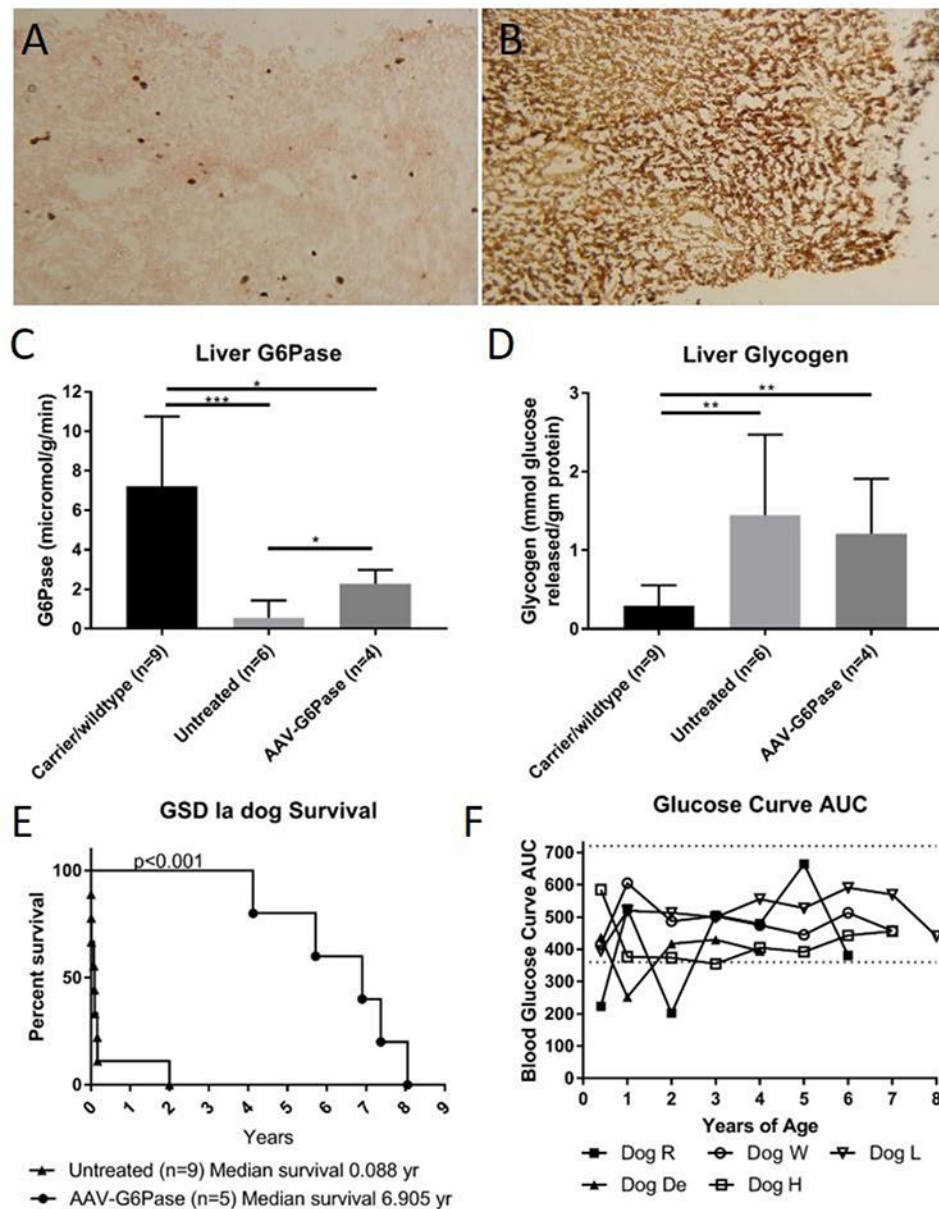 A
B
C
Liver G6Pase
G6Pase (micromol/g/min)
12
10
8
6
4
2
0
*
***
*
Carrier/wildtype (n=9)
Untreated (n=6)
AAV-G6Pase (n=4)
D
Liver Glycogen
Glycogen (mmol glucose
released/gm protein)
3
2
1
0
**
**
Carrier/wildtype (n=9)
Untreated (n=6)
AAV-G6Pase (n=4)
E
GSD Ia dog Survival
Percent survival
100
50
0
p<0.001
0 1 2 3 4 5 6 7 8 9
Years
Untreated (n=9) Median survival 0.088 yr
AAV-G6Pase (n=5) Median survival 6.905 yr
F
Glucose Curve AUC
Blood Glucose Curve AUC
700
600
500
400
300
200
100
0
0 1 2 3 4 5 6 7 8
Years of Age
Dog R Dog W Dog L
Dog De Dog H